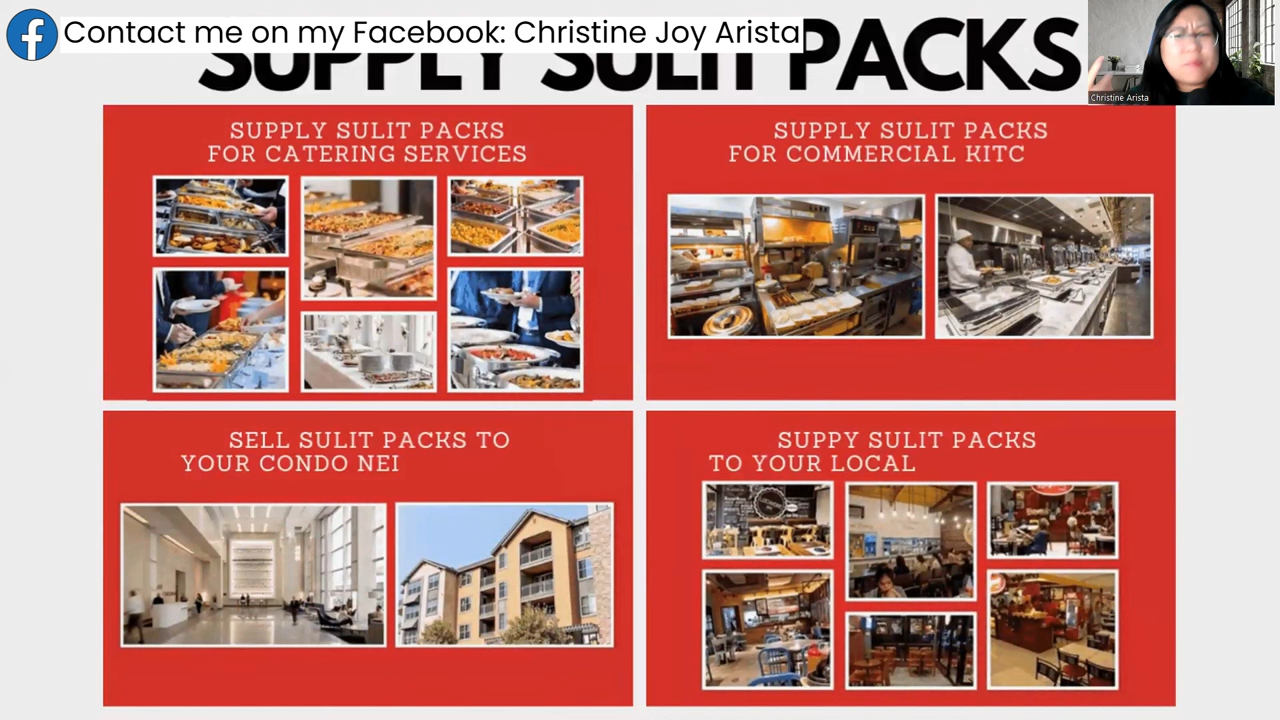 Contact me on my Facebook: Christine Joy Arista
SUPPLY SULIT PACKS
Christine Arista
SUPPLY SULIT PACKS
FOR CATERING SERVICES
SUPPLY SULIT PACKS
FOR COMMERCIAL KITC
SELL SULIT PACKS TO
YOUR CONDO NEI
SUPPY SULIT PACKS
TO YOUR LOCAL